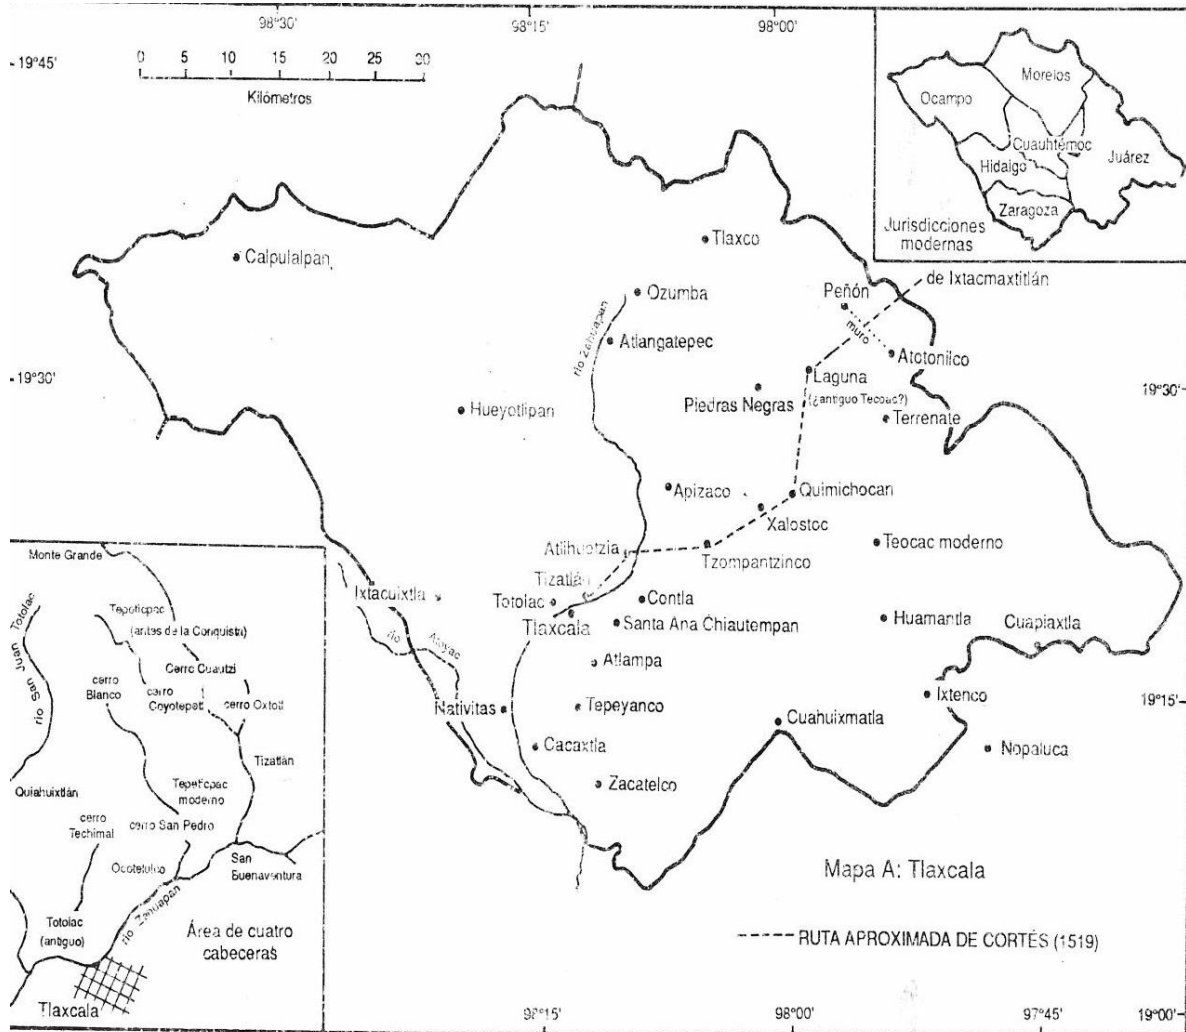 98°30'
98°15'
98°00'
19°45'
0 5 10 15 20 25 30
Kilómetros
Morelos
Ocampo
Cuauhtémoc
Juárez
Hidalgo
Zaragoza
Jurisdicciones
modernas
Tlaxco
Calpulalpan
de Ixtacmaxtitlán
Peñón
Ozumba
río Zahuapan
muro
Atlangatepec
Atotonilco
19°30'
Laguna
19°30'
Piedras Negras
(¿antiguo Tecoac?)
Hueyotlipan
Terrenate
Apizaco
Quimichocan
Xalostoc
Atlihuetzia
Tzompantzinco
Teocac moderno
Tizatlán
Ixtacuixtla
Totolac
Contla
Tlaxcala
Santa Ana Chiautempan
Huamantla
Cuapiaxtla
río Atoyac
Atlampa
Ixtenco
19°15'
Nativitas
Tepeyanco
Cuahuixmatla
Cacaxtla
Nopaluca
Zacatelco
Mapa A: Tlaxcala
RUTA APROXIMADA DE CORTÉS (1519)
Monte Grande
río San Juan Totolac
Tepeticpac
(antes de la Conquista)
Cerro Cuautzi
cerro
Blanco
cerro
Coyotepetl
cerro Oxtotl
Tizatlán
Quiahuixtlán
Tepeticpac
moderno
cerro
Techimal
cerro San Pedro
Ocotelulco
San
Buenaventura
río Zahuapan
Totolac
(antiguo)
Área de cuatro
cabeceras
Tlaxcala
98°15'
98°00'
97°45'
19°00'